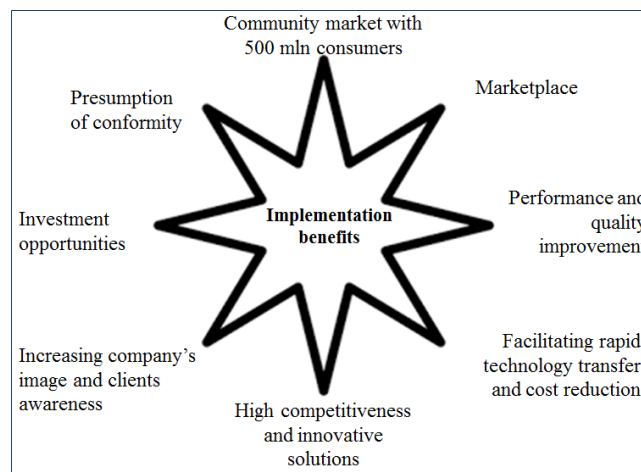 Community market with
500 mln consumers
Marketplace
Presumption
of conformity
Performance and
quality
improvement
Investment
opportunities
Implementation
benefits
Facilitating rapid
technology transfer
and cost reduction
Increasing company's
image and clients
awareness
High competitiveness
and innovative
solutions